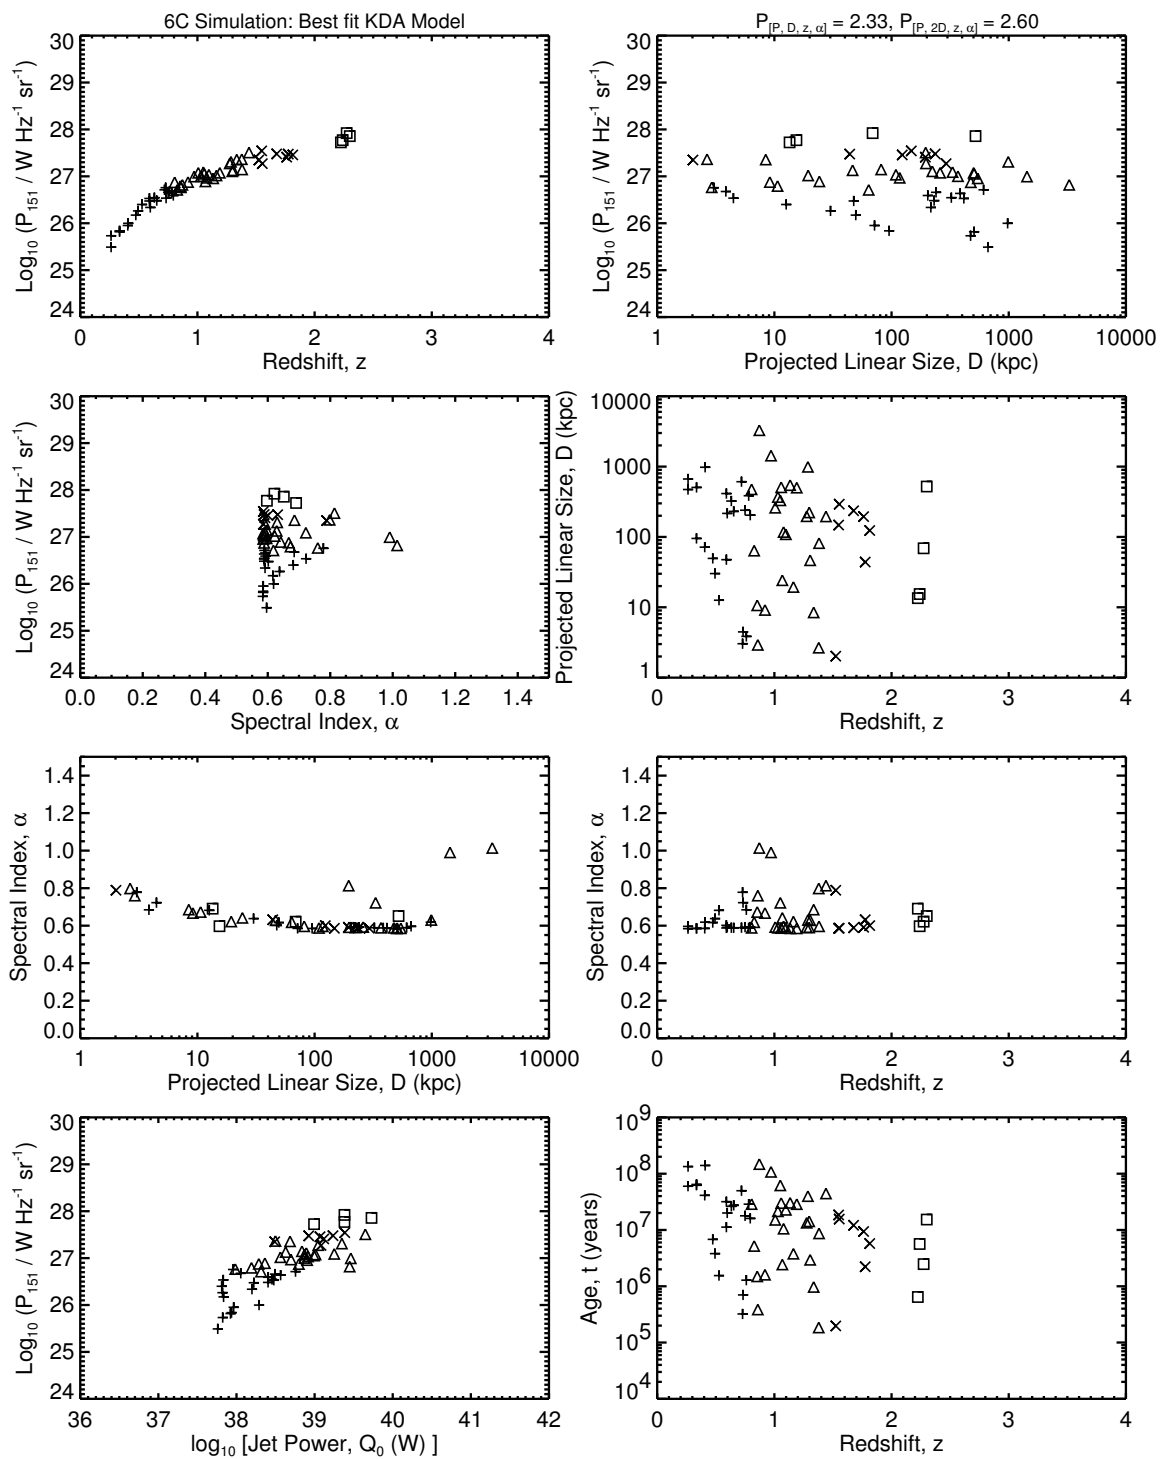 6C Simulation: Best fit KDA Model
P[P, D, z, α] = 2.33, P[P, 2D, z, α] = 2.60
30
29
28
27
26
25
24
Log10 (P151 / W Hz-1 sr-1)
0 1 2 3 4
Redshift, z
30
29
28
27
26
25
24
Log10 (P151 / W Hz-1 sr-1)
1 10 100 1000 10000
Projected Linear Size, D (kpc)
30
29
28
27
26
25
24
Log10 (P151 / W Hz-1 sr-1)
0.0 0.2 0.4 0.6 0.8 1.0 1.2 1.4
Spectral Index, α
10000
1000
100
10
1
Projected Linear Size, D (kpc)
0 1 2 3 4
Redshift, z
1.4
1.2
1.0
0.8
0.6
0.4
0.2
0.0
Spectral Index, α
1 10 100 1000 10000
Projected Linear Size, D (kpc)
1.4
1.2
1.0
0.8
0.6
0.4
0.2
0.0
Spectral Index, α
0 1 2 3 4
Redshift, z
30
29
28
27
26
25
24
Log10 (P151 / W Hz-1 sr-1)
36 37 38 39 40 41 42
log10 [Jet Power, Q0 (W) ]
10^9
10^8
10^7
10^6
10^5
10^4
Age, t (years)
0 1 2 3 4
Redshift, z